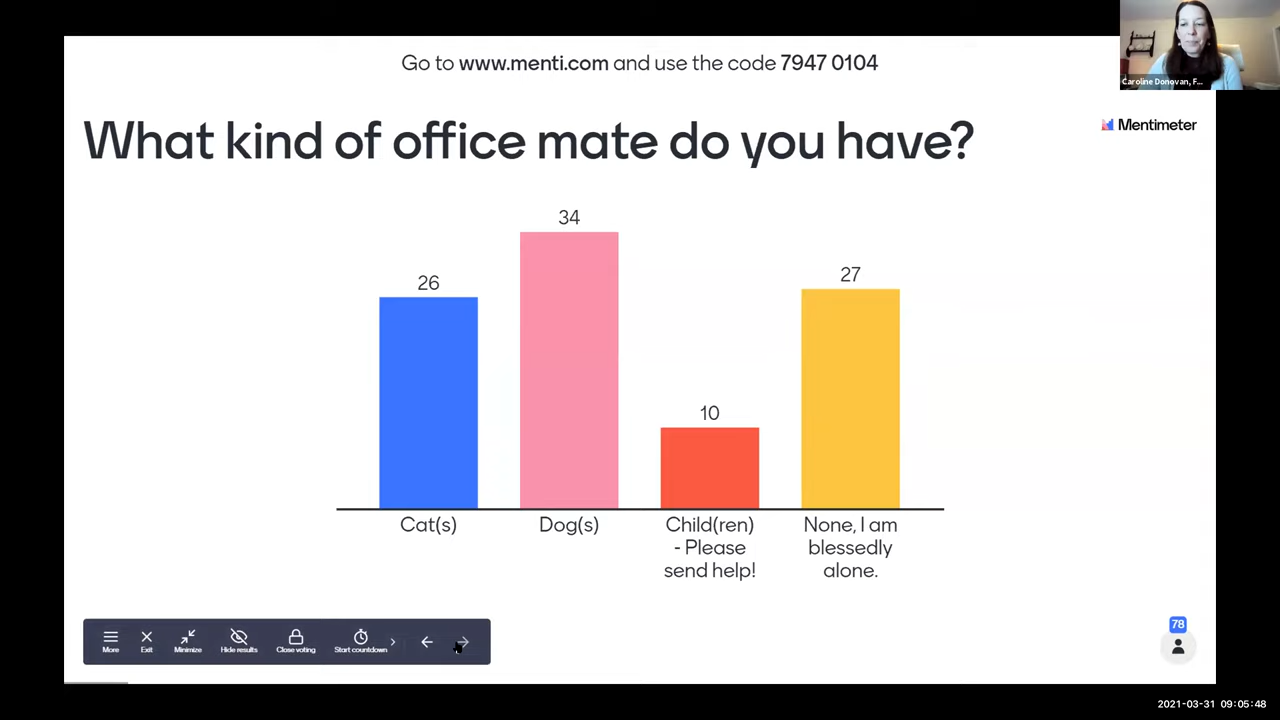 Go to www.menti.com and use the code 7947 0104
Caroline Donovan, F...
What kind of office mate do you have?
Mentimeter
26
34
10
27
Cat(s)
Dog(s)
Child(ren)
- Please
send help!
None, I am
blessedly
alone.
More
Exit
Minimize
Hide results
Close voting
Start countdown
78
2021-03-31 09:05:48